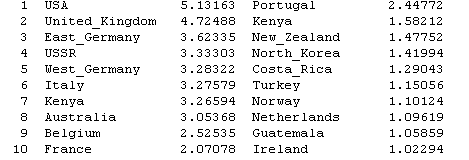 1 USA 5.13163 Portugal 2.44772
2 United_Kingdom 4.72488 Kenya 1.58212
3 East_Germany 3.62335 New_Zealand 1.47752
4 USSR 3.33303 North_Korea 1.41994
5 West_Germany 3.28322 Costa_Rica 1.29043
6 Italy 3.27579 Turkey 1.15056
7 Kenya 3.26594 Norway 1.10124
8 Australia 3.05368 Netherlands 1.09619
9 Belgium 2.52535 Guatemala 1.05859
10 France 2.07078 Ireland 1.02294